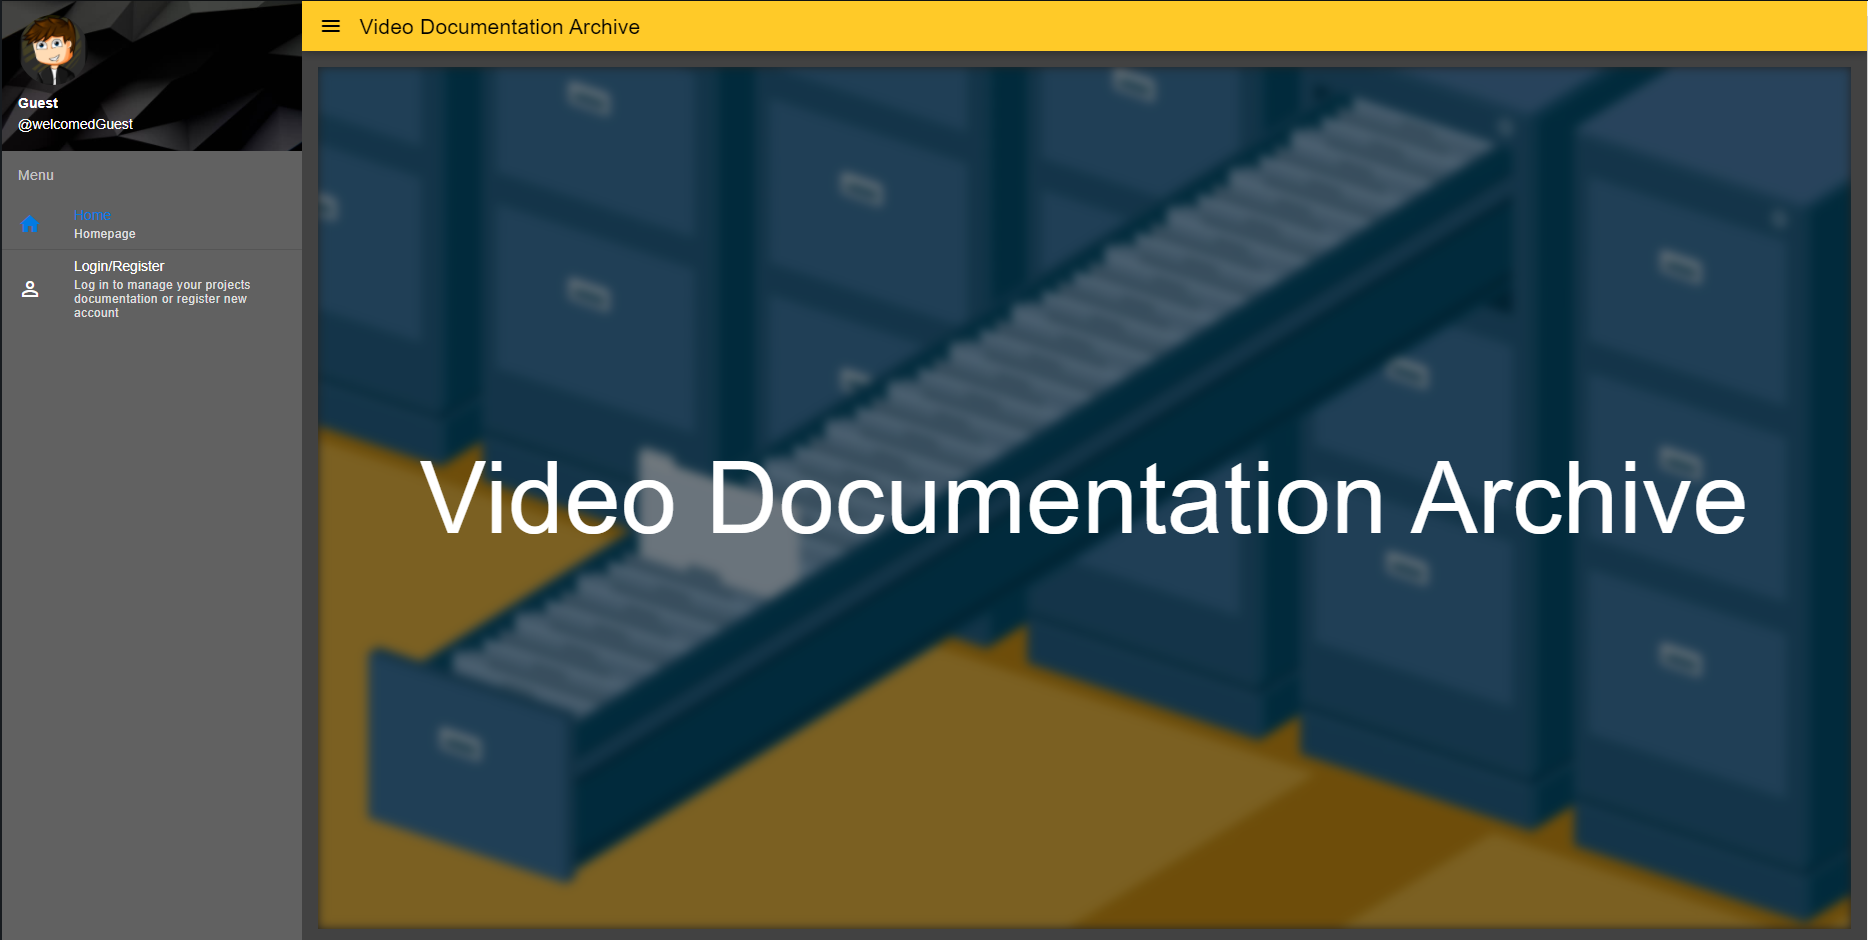 Video Documentation Archive
Guest
@welcomedGuest
Menu
Home
Homepage
Login/Register
Log in to manage your projects
documentation or register new
account
Video Documentation Archive